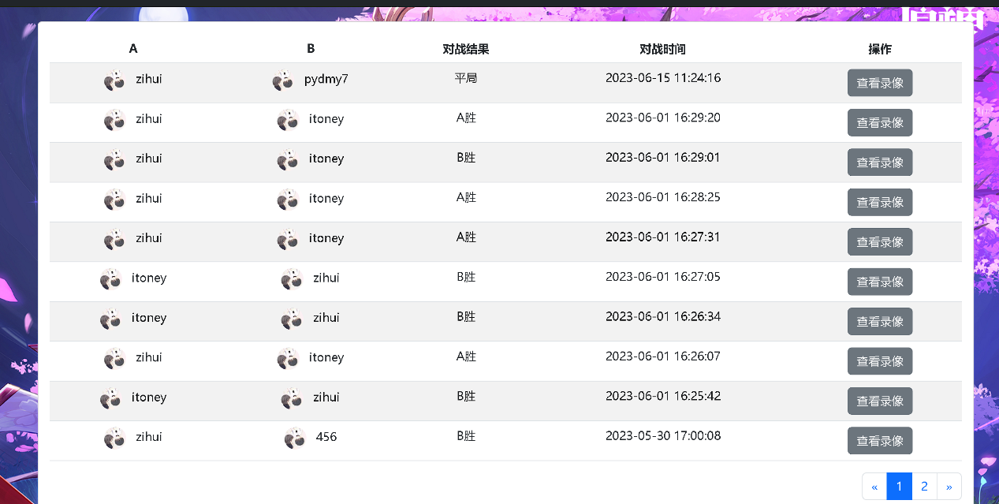 A B 对战结果 对战时间 操作
zihui pydmy7 平局 2023-06-15 11:24:16 查看录像
zihui itoney A胜 2023-06-01 16:29:20 查看录像
zihui itoney B胜 2023-06-01 16:29:01 查看录像
zihui itoney A胜 2023-06-01 16:28:25 查看录像
zihui itoney A胜 2023-06-01 16:27:31 查看录像
itoney zihui B胜 2023-06-01 16:27:05 查看录像
itoney zihui B胜 2023-06-01 16:26:34 查看录像
zihui itoney A胜 2023-06-01 16:26:07 查看录像
itoney zihui B胜 2023-06-01 16:25:42 查看录像
zihui 456 B胜 2023-05-30 17:00:08 查看录像
« 1 2 »